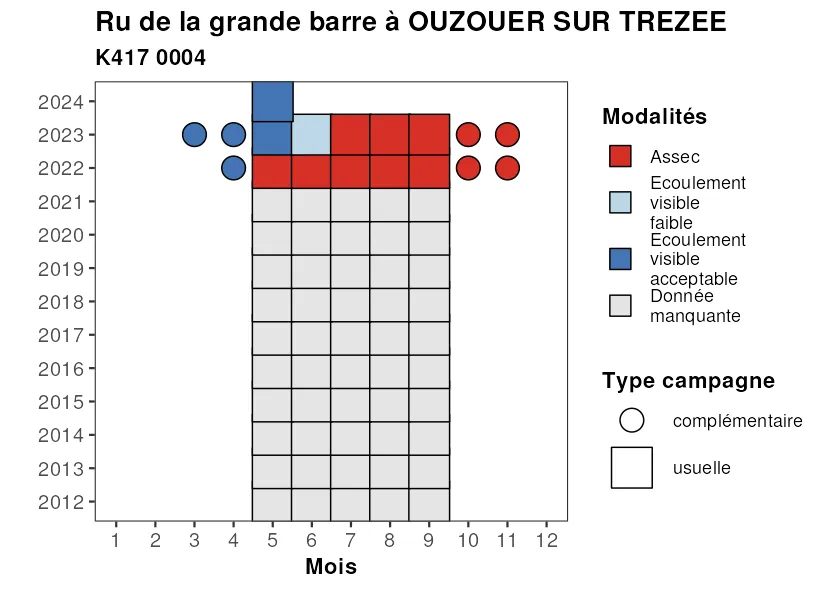 Ru de la grande barre à OUZOUER SUR TREZEE
K417 0004
2024
2023
2022
2021
2020
2019
2018
2017
2016
2015
2014
2013
2012
1 2 3 4 5 6 7 8 9 10 11 12
Mois
Modalités
Assec
Ecoulement
visible
faible
Ecoulement
visible
acceptable
Donnée
manquante
Type campagne
complémentaire
usuelle